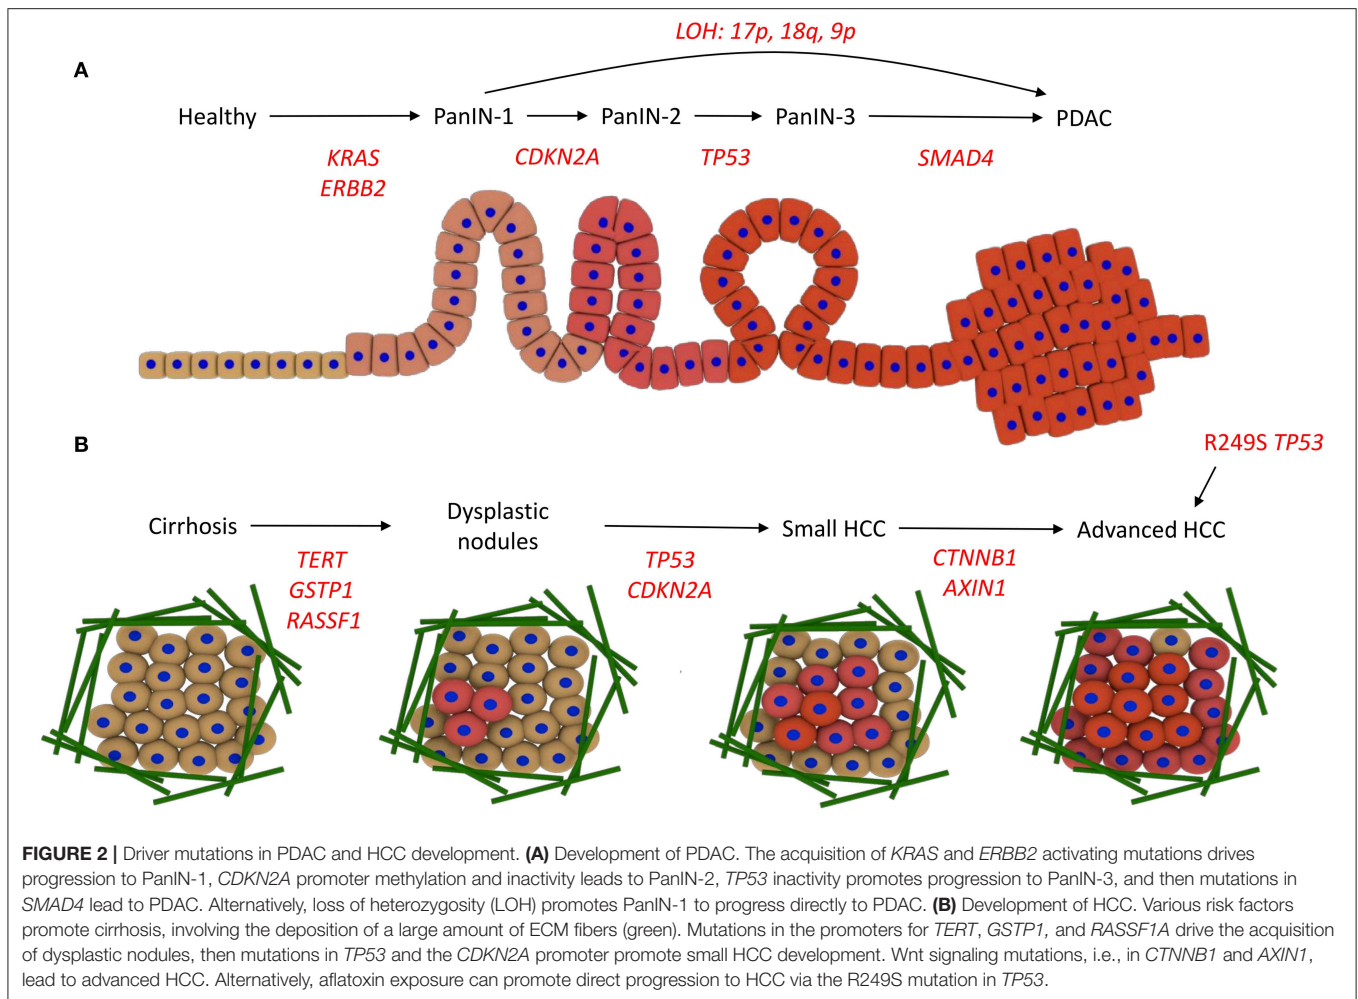 LOH: 17p, 18q, 9p
A
Healthy PanIN-1 PanIN-2 PanIN-3 PDAC
KRAS CDKN2A TP53 SMAD4
ERBB2
B
R249S TP53
Cirrhosis Dysplastic nodules Small HCC Advanced HCC
TERT TP53 CTNNB1
GSTP1 CDKN2A AXIN1
RASSF1
FIGURE 2 | Driver mutations in PDAC and HCC development. (A) Development of PDAC. The acquisition of KRAS and ERBB2 activating mutations drives
progression to PanIN-1, CDKN2A promoter methylation and inactivity leads to PanIN-2, TP53 inactivity promotes progression to PanIN-3, and then mutations in
SMAD4 lead to PDAC. Alternatively, loss of heterozygosity (LOH) promotes PanIN-1 to progress directly to PDAC. (B) Development of HCC. Various risk factors
promote cirrhosis, involving the deposition of a large amount of ECM fibers (green). Mutations in the promoters for TERT, GSTP1, and RASSF1A drive the acquisition
of dysplastic nodules, then mutations in TP53 and the CDKN2A promoter promote small HCC development. Wnt signaling mutations, i.e., in CTNNB1 and AXIN1,
lead to advanced HCC. Alternatively, aflatoxin exposure can promote direct progression to HCC via the R249S mutation in TP53.